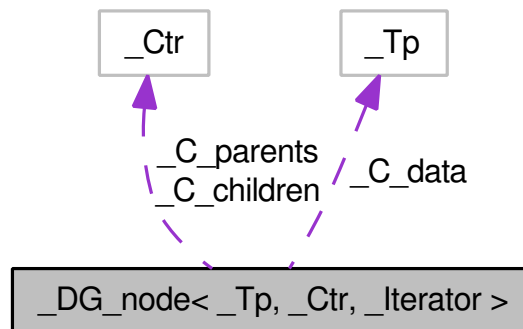 _Ctr
_Tp
_C_parents
_C_children
_C_data
_DG_node< _Tp, _Ctr, _Iterator >